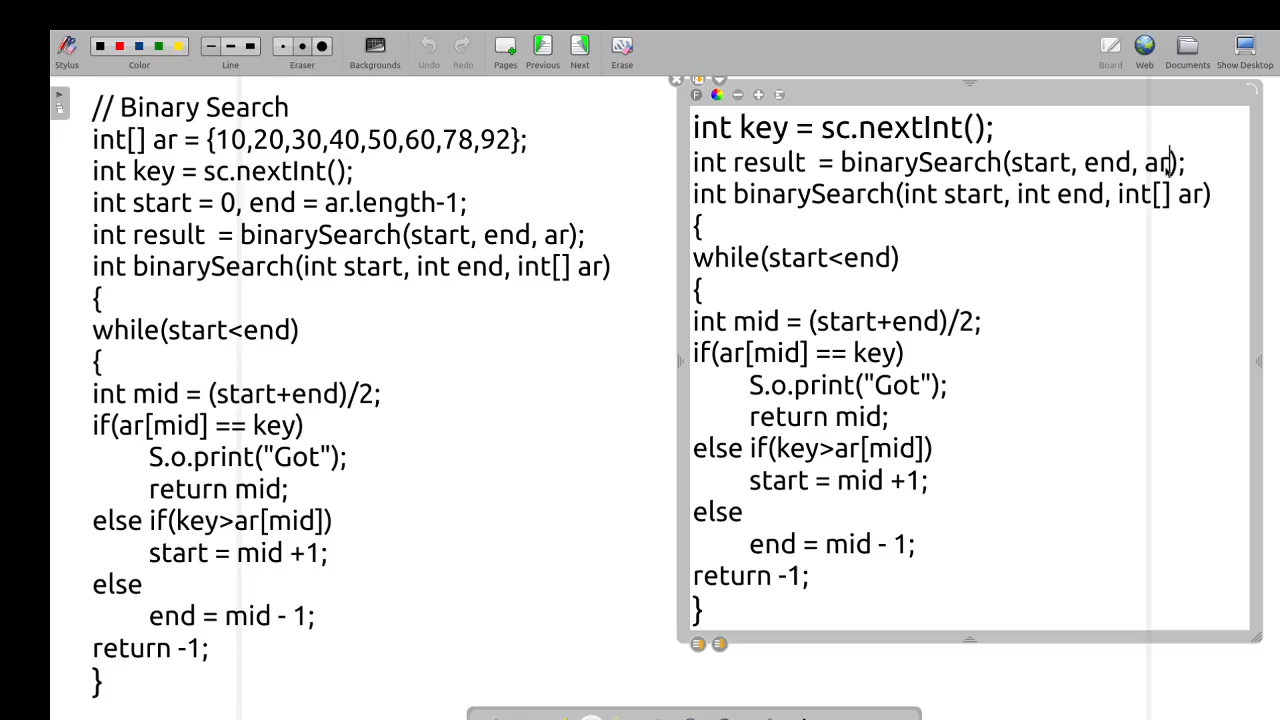 Stylus
Color
Line
Eraser
Backgrounds
Undo
Redo
Pages
Previous
Next
Erase
Board
Web
Documents
Show Desktop
// Binary Search
int[] ar = {10,20,30,40,50,60,78,92};
int key = sc.nextInt();
int start = 0, end = ar.length-1;
int result  = binarySearch(start, end, ar);
int binarySearch(int start, int end, int[] ar)
{
while(start<end)
{
int mid = (start+end)/2;
if(ar[mid] == key)
S.o.print("Got");
return mid;
else if(key>ar[mid])
start = mid +1;
else
end = mid - 1;
return -1;
}
F
int key = sc.nextInt();
int result  = binarySearch(start, end, ar);
int binarySearch(int start, int end, int[] ar)
{
while(start<end)
{
int mid = (start+end)/2;
if(ar[mid] == key)
S.o.print("Got");
return mid;
else if(key>ar[mid])
start = mid +1;
else
end = mid - 1;
return -1;
}